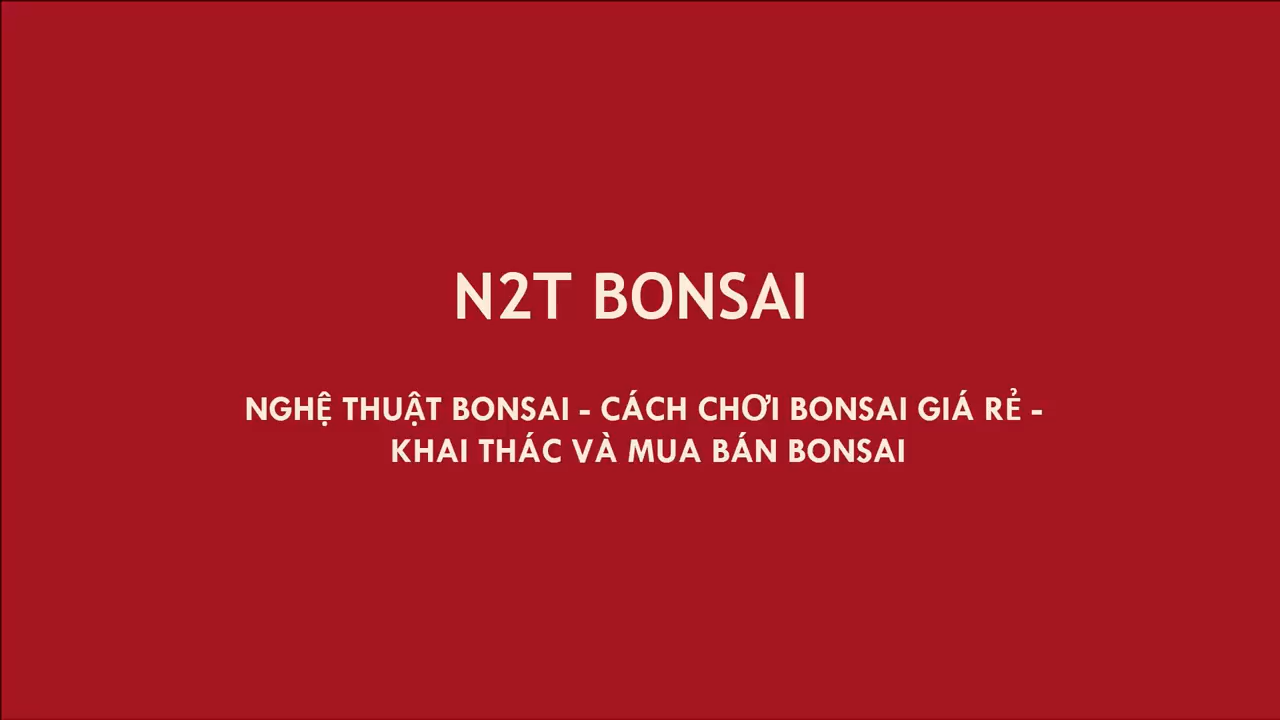 N2T BONSAI
NGHỆ THUẬT BONSAI - CÁCH CHƠI BONSAI GIÁ RẺ -
KHAI THÁC VÀ MUA BÁN BONSAI